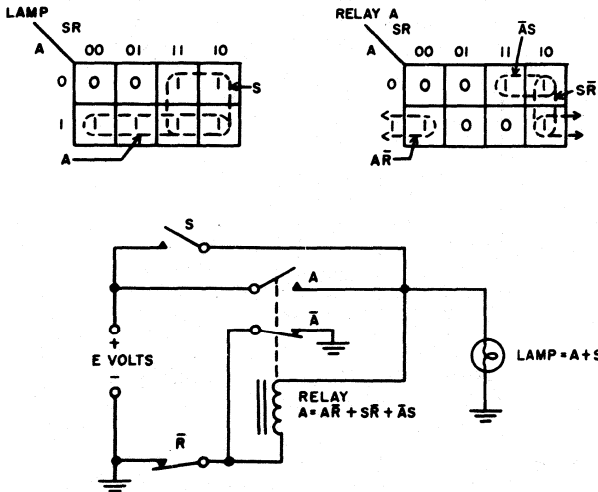 LAMP
SR
A 00 01 11 10
0 0 0 1 1
S
1 1 1 1 1
A
RELAY A
SR
A̅S
A 00 01 11 10
0 0 0 1 1
SR̅
1 1 0 0 1
AR̅
S
A
A̅
+
E VOLTS
−
LAMP = A + S
RELAY
A = AR̅ + SR̅ + A̅S
R̅